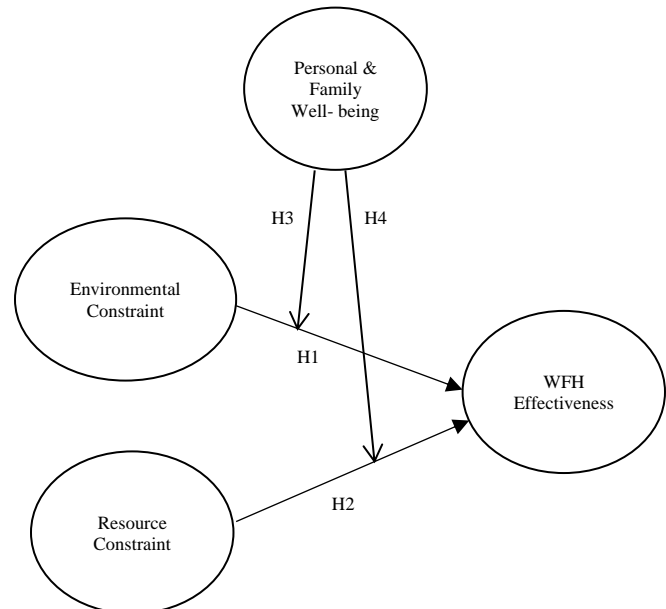 Personal &
Family
Well- being
H3
H4
Environmental
Constraint
H1
WFH
Effectiveness
H2
Resource
Constraint